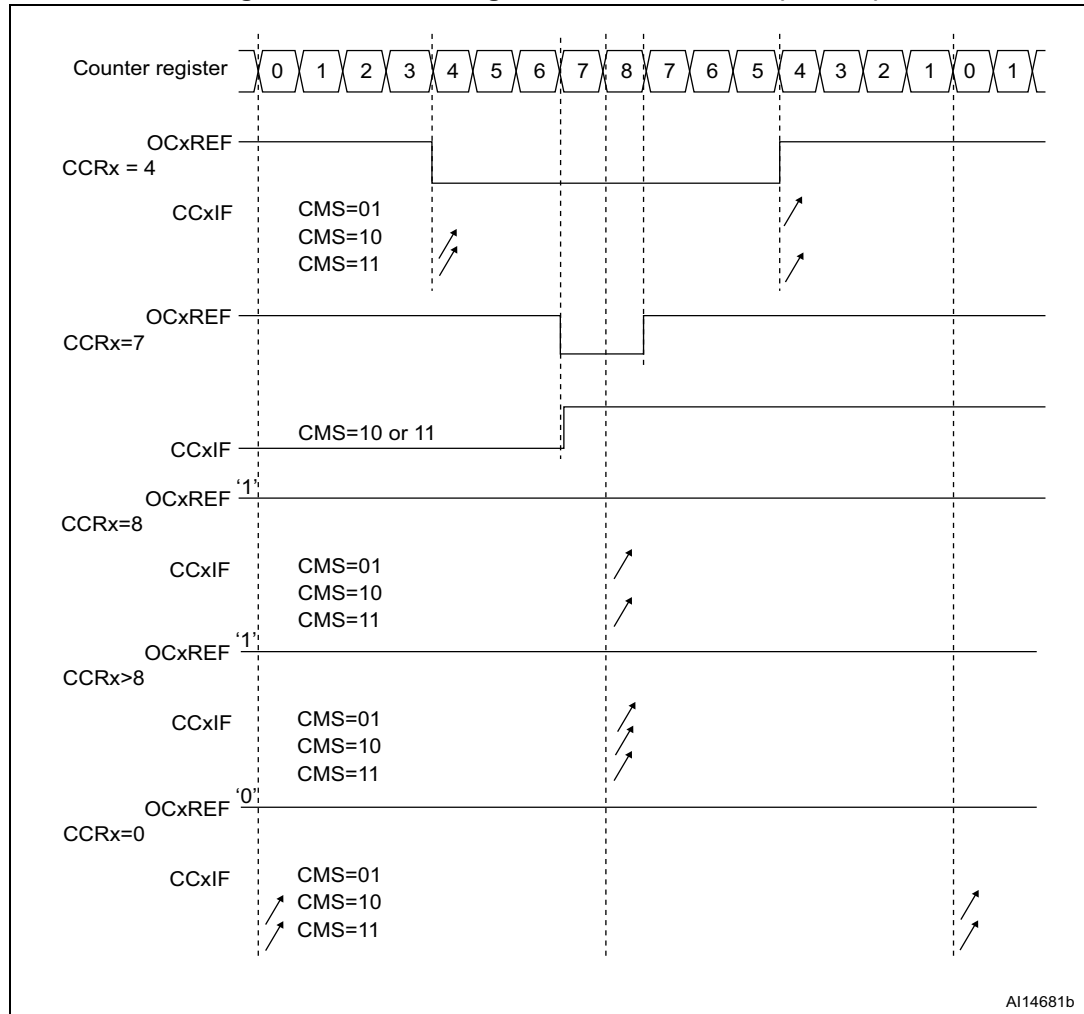 Counter register 0 1 2 3 4 5 6 7 8 7 6 5 4 3 2 1 0 1
OCxREF
CCRx = 4
CCxIF CMS=01
CMS=10
CMS=11
OCxREF
CCRx=7
CMS=10 or 11
CCxIF
OCxREF '1'
CCRx=8
CCxIF CMS=01
CMS=10
CMS=11
OCxREF '1'
CCRx>8
CCxIF CMS=01
CMS=10
CMS=11
OCxREF '0'
CCRx=0
CCxIF CMS=01
CMS=10
CMS=11
AI14681b